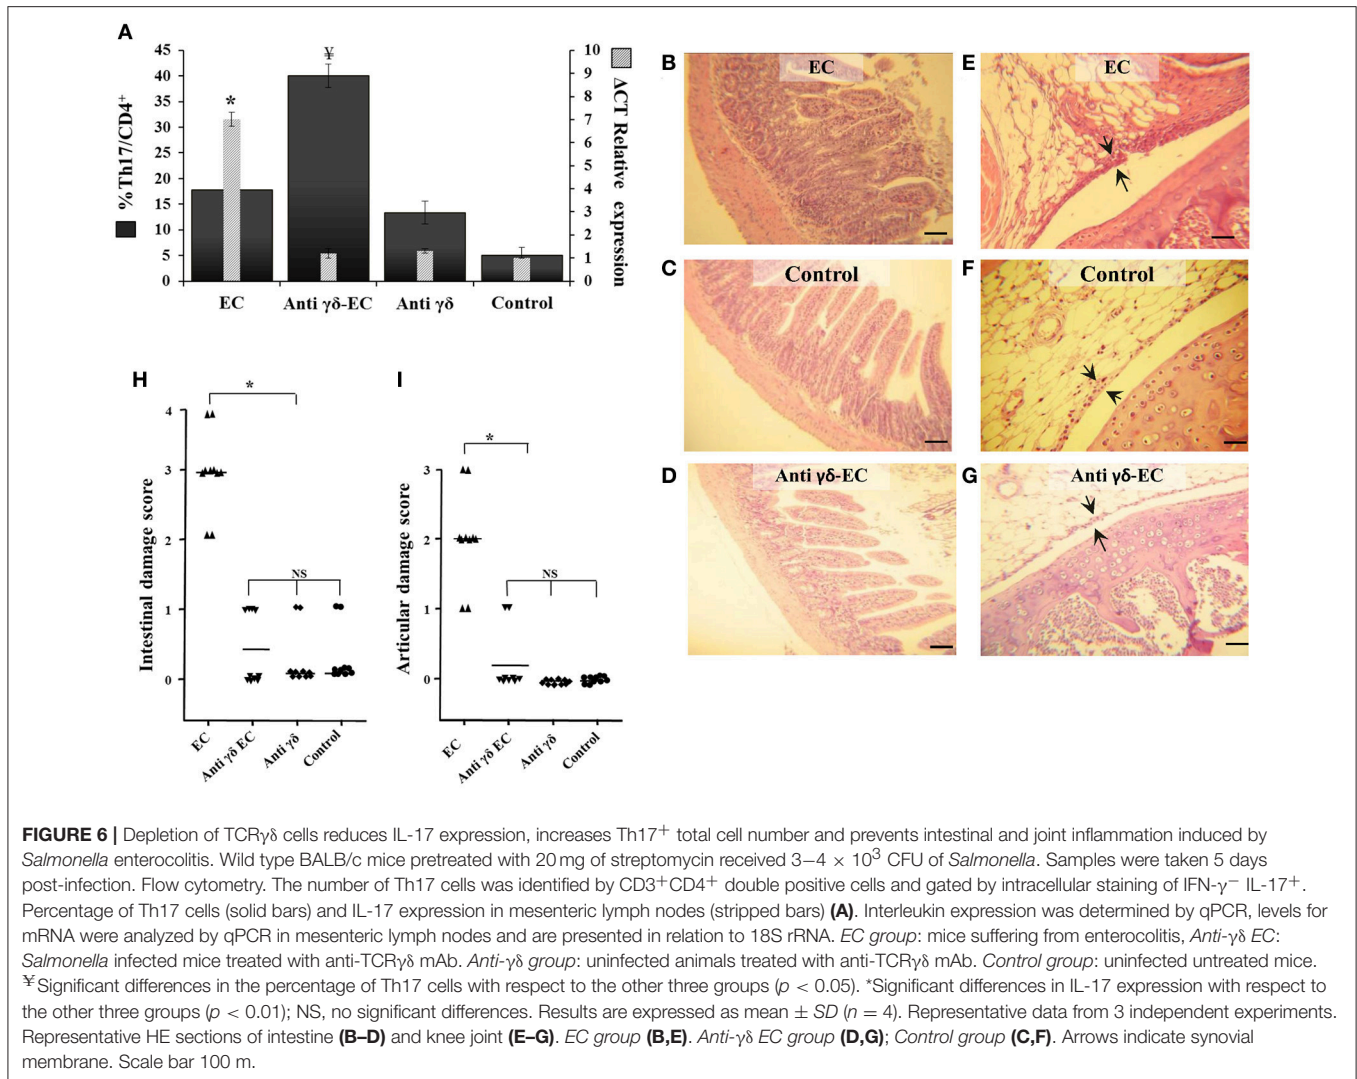 A
45
40
35
30
25
20
15
10
5
0
%Th17/CD4+
¥
*
10
9
8
7
6
5
4
3
2
1
0
ΔCT Relative expression
EC
Anti γδ-EC
Anti γδ
Control
B
EC
E
EC
C
Control
F
Control
D
Anti γδ-EC
G
Anti γδ-EC
H
*
4
3
2
1
0
Intestinal damage score
NS
EC
Anti γδ EC
Anti γδ
Control
I
*
3
2
1
0
Articular damage score
NS
EC
Anti γδ EC
Anti γδ
Control
FIGURE 6 | Depletion of TCRγδ cells reduces IL-17 expression, increases Th17+ total cell number and prevents intestinal and joint inflammation induced by
Salmonella enterocolitis. Wild type BALB/c mice pretreated with 20 mg of streptomycin received 3–4 × 10³ CFU of Salmonella. Samples were taken 5 days
post-infection. Flow cytometry. The number of Th17 cells was identified by CD3+CD4+ double positive cells and gated by intracellular staining of IFN-γ− IL-17+.
Percentage of Th17 cells (solid bars) and IL-17 expression in mesenteric lymph nodes (stripped bars) (A). Interleukin expression was determined by qPCR, levels for
mRNA were analyzed by qPCR in mesenteric lymph nodes and are presented in relation to 18S rRNA. EC group: mice suffering from enterocolitis, Anti-γδ EC:
Salmonella infected mice treated with anti-TCRγδ mAb. Anti-γδ group: uninfected animals treated with anti-TCRγδ mAb. Control group: uninfected untreated mice.
¥Significant differences in the percentage of Th17 cells with respect to the other three groups (p < 0.05). *Significant differences in IL-17 expression with respect to
the other three groups (p < 0.01); NS, no significant differences. Results are expressed as mean ± SD (n = 4). Representative data from 3 independent experiments.
Representative HE sections of intestine (B–D) and knee joint (E–G). EC group (B,E). Anti-γδ EC group (D,G); Control group (C,F). Arrows indicate synovial
membrane. Scale bar 100 m.